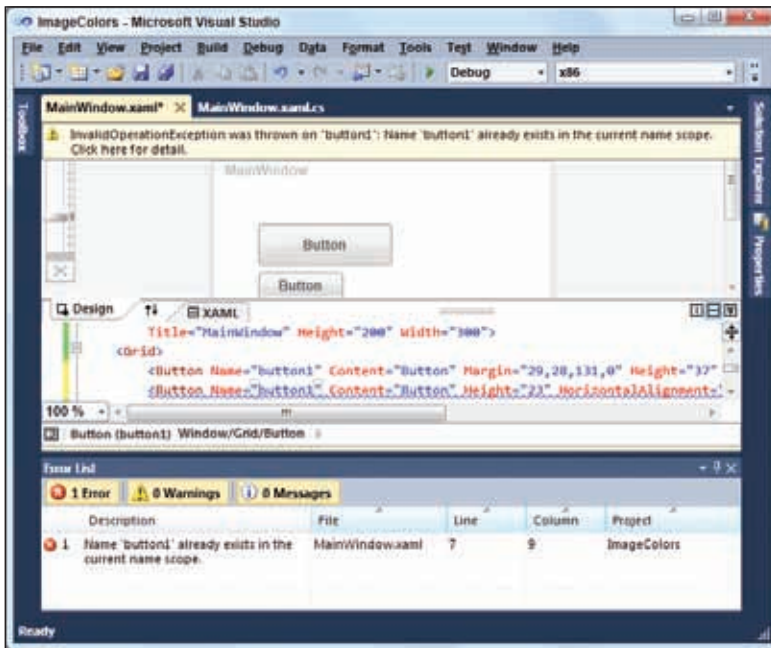 ImageColors - Microsoft Visual Studio
File Edit View Project Build Debug Data Format Tools Test Window Help
Debug x86
Toolbox
MainWindow.xaml* MainWindow.xaml.cs
InvalidOperationException was thrown on "button1": Name 'button1' already exists in the current name scope.
Click here for detail.
MainWindow
Button
Button
Solution Explorer
Properties
Design XAML
Title="MainWindow" Height="200" Width="300">
<Grid>
<Button Name="button1" Content="Button" Margin="29,28,131,0" Height="37"
<Button Name="button1" Content="Button" Height="23" HorizontalAlignment="
100 %
Button (button1) Window/Grid/Button
Error List
1 Error 0 Warnings 0 Messages
Description File Line Column Project
1 Name 'button1' already exists in the MainWindow.xaml 7 9 ImageColors
current name scope.
Ready